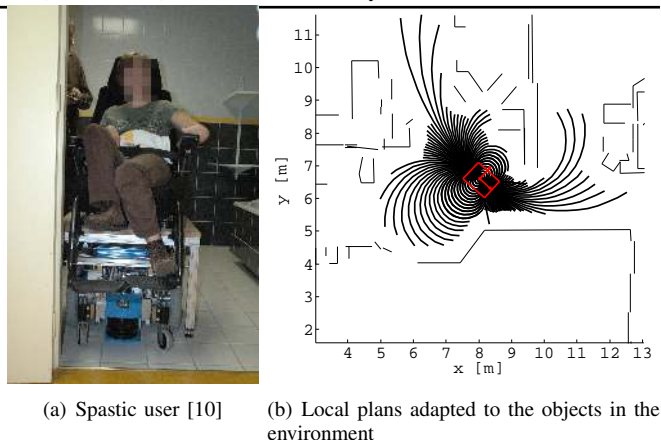 11
10
9
8
7
6
5
4
3
2
y [m]
4 5 6 7 8 9 10 11 12 13
x [m]
(a) Spastic user [10]
(b) Local plans adapted to the objects in the
environment